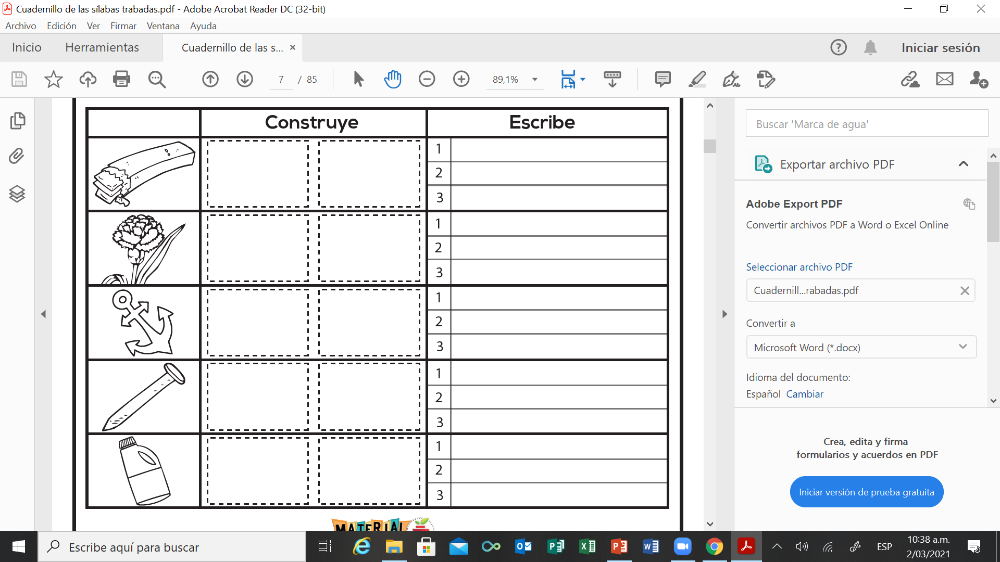 Cuadernillo de las sílabas trabadas.pdf - Adobe Acrobat Reader DC (32-bit)
Archivo Edición Ver Firmar Ventana Ayuda
Inicio Herramientas Cuadernillo de las s... × ? Iniciar sesión
7 / 85 89,1%
Construye Escribe
1
2
3
1
2
3
1
2
3
1
2
3
1
2
3
MATERIAL
Buscar 'Marca de agua'
Exportar archivo PDF
Adobe Export PDF
Convertir archivos PDF a Word o Excel Online
Seleccionar archivo PDF
Cuadernill...rabadas.pdf
Convertir a
Microsoft Word (*.docx)
Idioma del documento:
Español Cambiar
Crea, edita y firma
formularios y acuerdos en PDF
Iniciar versión de prueba gratuita
Escribe aquí para buscar
ESP
10:38 a.m.
2/03/2021